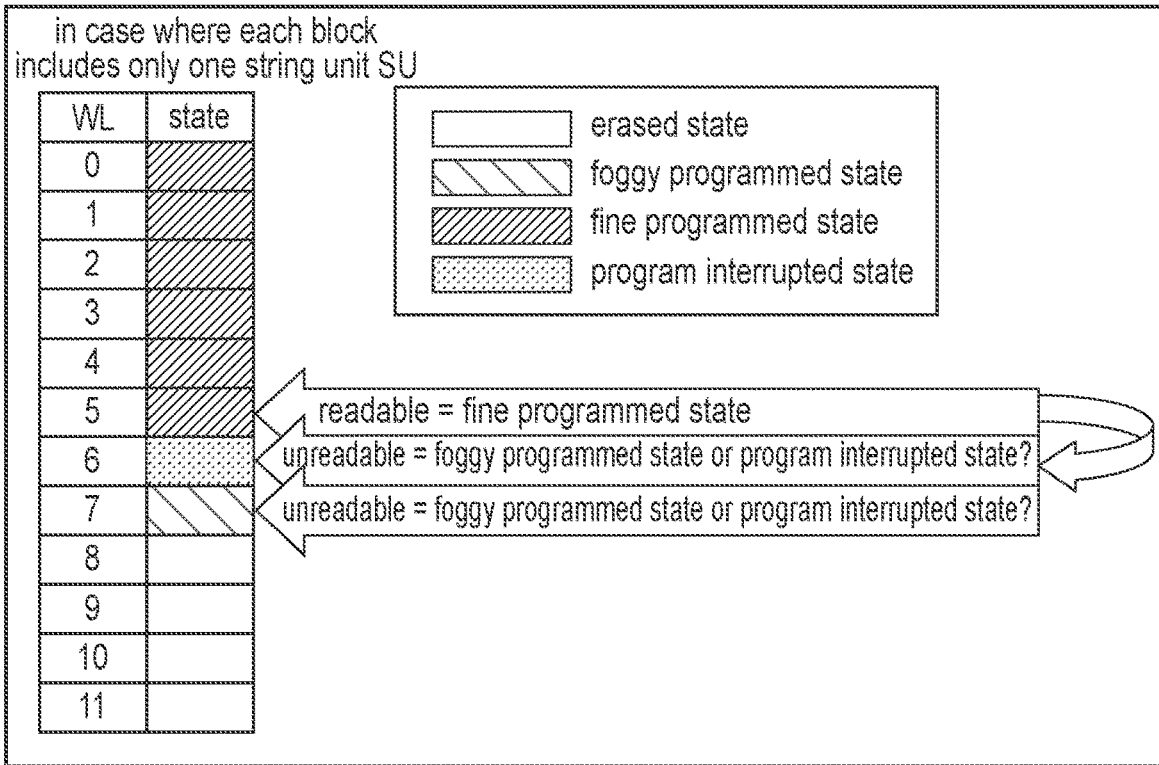 in case where each block
includes only one string unit SU
WL state
0
1
2
3
4
5
6
7
8
9
10
11
erased state
foggy programmed state
fine programmed state
program interrupted state
readable = fine programmed state
unreadable = foggy programmed state or program interrupted state?
unreadable = foggy programmed state or program interrupted state?